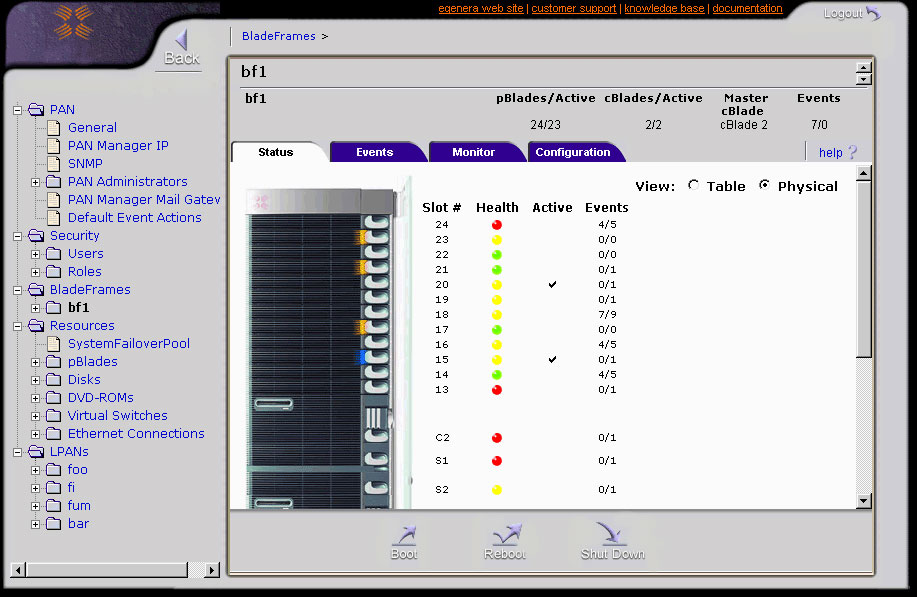 egenera web site | customer support | knowledge base | documentation
Logout
Back
BladeFrames >
PAN
General
PAN Manager IP
SNMP
PAN Administrators
PAN Manager Mail Gatev
Default Event Actions
Security
Users
Roles
BladeFrames
bf1
Resources
SystemFailoverPool
pBlades
Disks
DVD-ROMs
Virtual Switches
Ethernet Connections
LPANs
foo
fi
fum
bar
bf1
bf1 pBlades/Active cBlades/Active Master cBlade Events
24/23 2/2 cBlade 2 7/0
Status Events Monitor Configuration help ?
View: Table Physical
Slot # Health Active Events
24 4/5
23 0/0
22 0/0
21 0/1
20 0/1
19 0/1
18 7/9
17 0/0
16 4/5
15 0/1
14 4/5
13 0/1
C2 0/1
S1 0/1
S2 0/1
Boot Reboot Shut Down